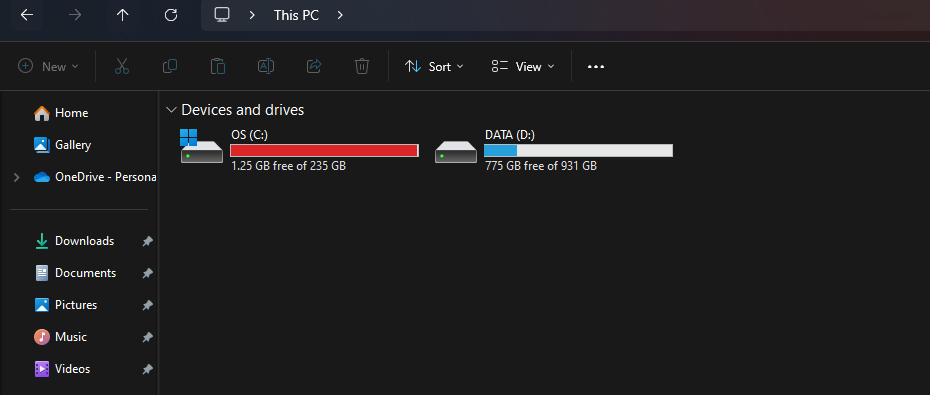 This PC
New
Sort
View
Home
Gallery
OneDrive - Persona
Downloads
Documents
Pictures
Music
Videos
Devices and drives
OS (C:)
1.25 GB free of 235 GB
DATA (D:)
775 GB free of 931 GB